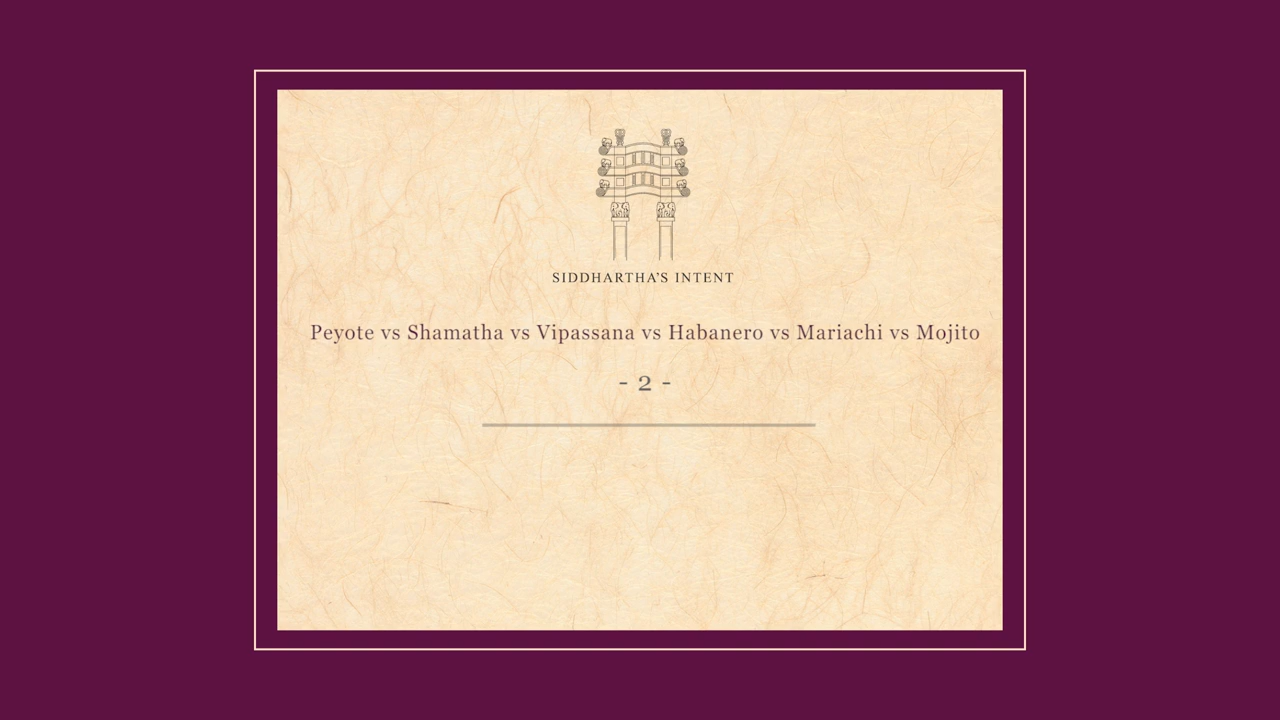 SIDDHARTHA'S INTENT
Peyote vs Shamatha vs Vipassana vs Habanero vs Mariachi vs Mojito
- 2 -